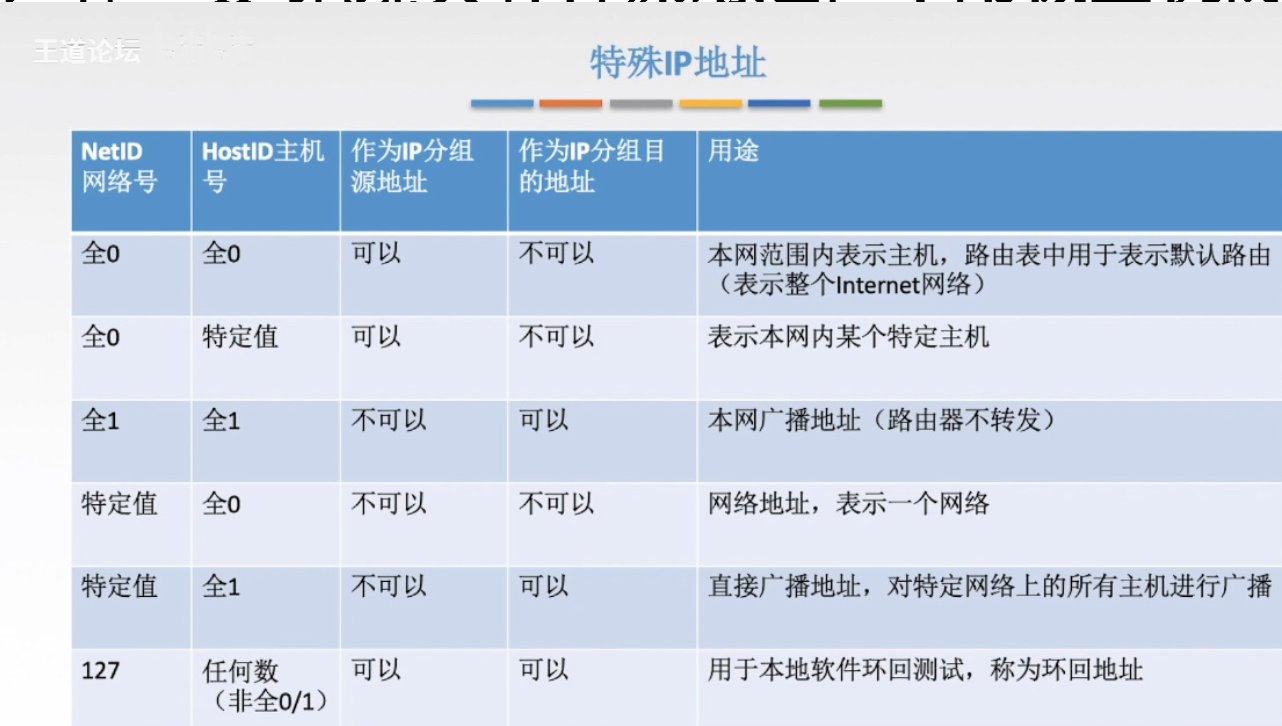 王道论坛
特殊IP地址
NetID
网络号
HostID主机
号
作为IP分组
源地址
作为IP分组目
的地址
用途
全0
全0
可以
不可以
本网范围内表示主机，路由表中用于表示默认路由
（表示整个Internet网络）
全0
特定值
可以
不可以
表示本网内某个特定主机
全1
全1
不可以
可以
本网广播地址（路由器不转发）
特定值
全0
不可以
不可以
网络地址，表示一个网络
特定值
全1
不可以
可以
直接广播地址，对特定网络上的所有主机进行广播
127
任何数
（非全0/1）
可以
可以
用于本地软件环回测试，称为环回地址